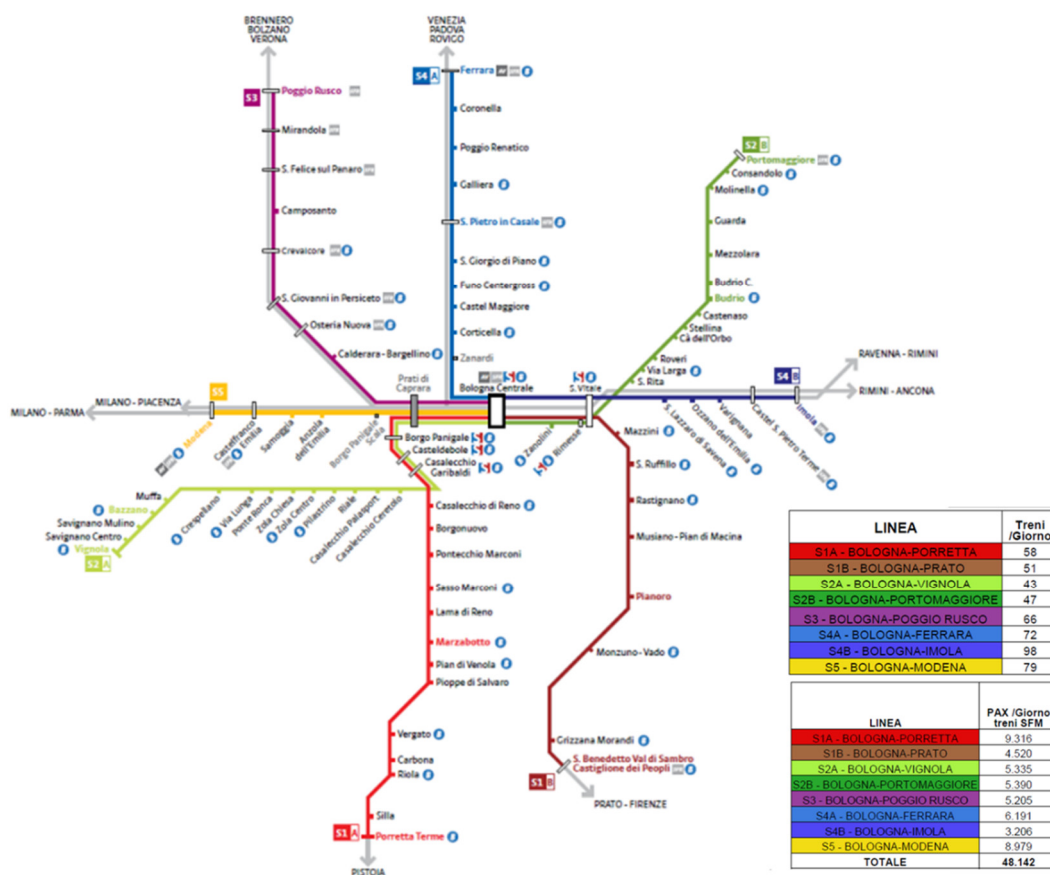 BRENNERO
BOLZANO
VERONA
VENEZIA
PADOVA
ROVIGO
S3
Poggio Rusco
Mirandola
S. Felice sul Panaro
Camposanto
Crevalcore
S. Giovanni in Persiceto
Osteria Nuova
Calderara - Bargellino
S4 A
Ferrara
Coronella
Poggio Renatico
Galliera
S. Pietro in Casale
S. Giorgio di Piano
Funo Centergross
Castel Maggiore
Corticella
Zanardi
S2 B
Portomaggiore
Consandolo
Molinella
Guarda
Mezzolara
Budrio C.
Budrio
Castenaso
Stellina
Cà dell'Orbo
Roveri
Via Larga
S. Rita
RAVENNA - RIMINI
RIMINI - ANCONA
S4 B
Imola
Castel S. Pietro Terme
Varignana
Ozzano dell'Emilia
S. Lazzaro di Savena
Prati di
Caprara
Bologna Centrale
S. Vitale
S5
MILANO - PIACENZA
MILANO - PARMA
Modena
Castelfranco
Emilia
Samoggia
Anzola
dell'Emilia
Borgo Panigale
Scala
Borgo Panigale
Casteldebole
Casalecchio
Garibaldi
Zanolini
Rimesse
Muffa
Bazzano
Savignano Mulino
Savignano Centro
Vignola
S2 A
Crespellano
Via Lunga
Ponte Ronca
Zola Chiesa
Zola Centro
Pilastrino
Riale
Casalecchio Palasport
Casalecchio Ceretolo
Casalecchio di Reno
Borgonuovo
Pontecchio Marconi
Sasso Marconi
Lama di Reno
Marzabotto
Pian di Venola
Pioppe di Salvaro
Vergato
Carbona
Riola
Silla
S1 A
Porretta Terme
PISTOIA
Mazzini
S. Ruffillo
Rastignano
Musiano - Pian di Macina
Pianoro
Monzuno - Vado
Grizzana Morandi
S. Benedetto Val di Sambro
Castiglione dei Pepoli
S1 B
PRATO - FIRENZE
LINEA Treni /Giorno
S1A - BOLOGNA-PORRETTA 58
S1B - BOLOGNA-PRATO 51
S2A - BOLOGNA-VIGNOLA 43
S2B - BOLOGNA-PORTOMAGGIORE 47
S3 - BOLOGNA-POGGIO RUSCO 66
S4A - BOLOGNA-FERRARA 72
S4B - BOLOGNA-IMOLA 98
S5 - BOLOGNA-MODENA 79
LINEA PAX /Giorno treni SFM
S1A - BOLOGNA-PORRETTA 9.316
S1B - BOLOGNA-PRATO 4.520
S2A - BOLOGNA-VIGNOLA 5.335
S2B - BOLOGNA-PORTOMAGGIORE 5.390
S3 - BOLOGNA-POGGIO RUSCO 5.205
S4A - BOLOGNA-FERRARA 6.191
S4B - BOLOGNA-IMOLA 3.206
S5 - BOLOGNA-MODENA 8.979
TOTALE 48.142